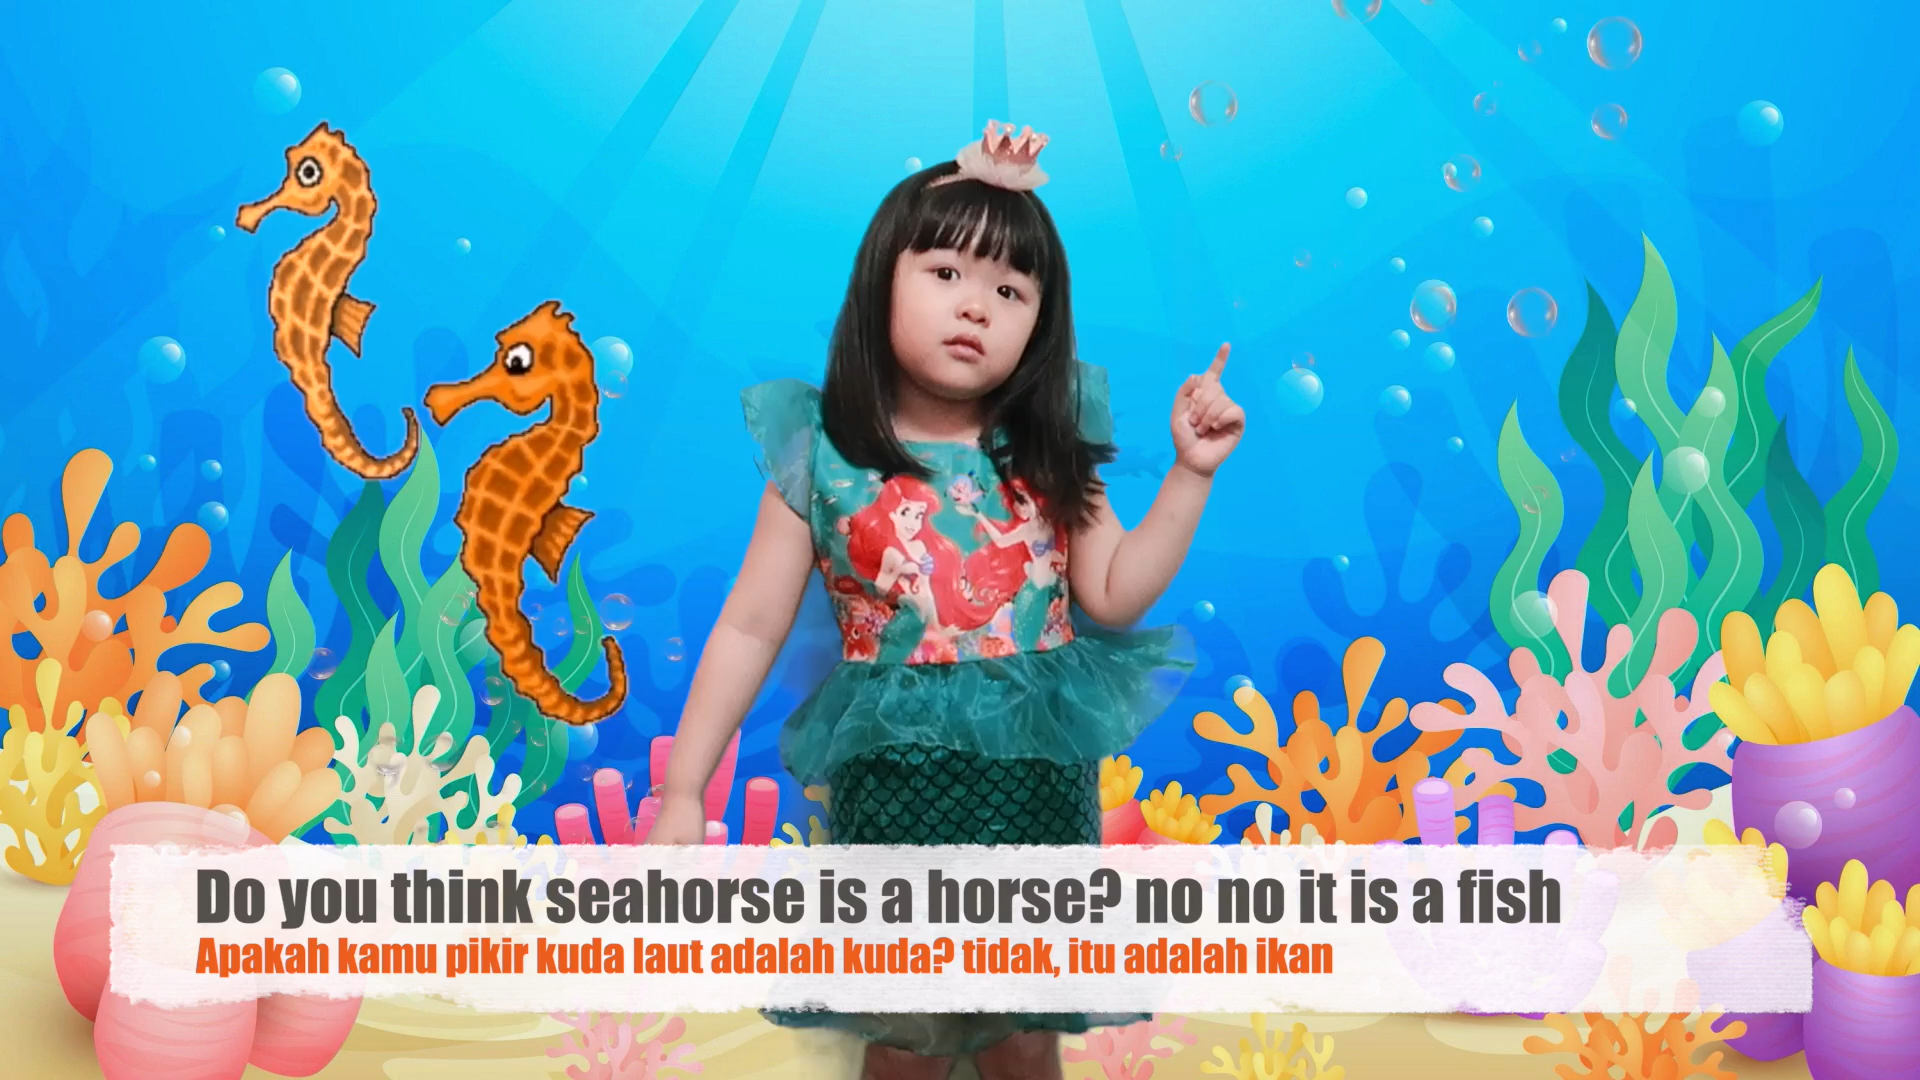 Do you think seahorse is a horse? no no it is a fish
Apakah kamu pikir kuda laut adalah kuda? tidak, itu adalah ikan